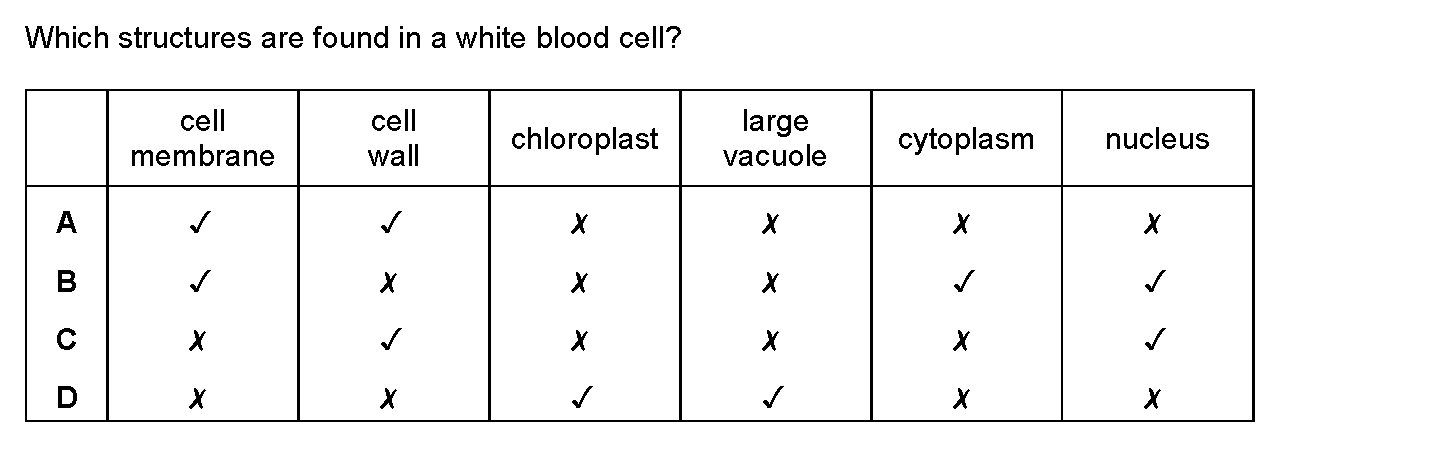 Which structures are found in a white blood cell?
cell membrane cell wall chloroplast large vacuole cytoplasm nucleus
A ✓ ✓ ✗ ✗ ✗ ✗
B ✓ ✗ ✗ ✗ ✓ ✓
C ✗ ✓ ✗ ✗ ✗ ✓
D ✗ ✗ ✓ ✓ ✗ ✗